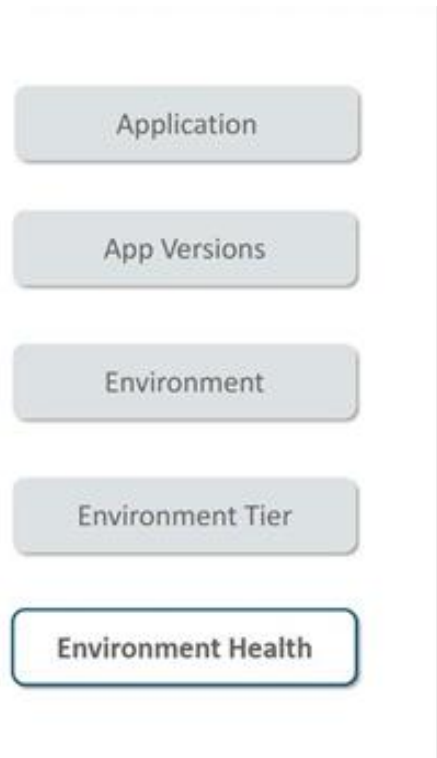 Application
App Versions
Environment
Environment Tier
Environment Health